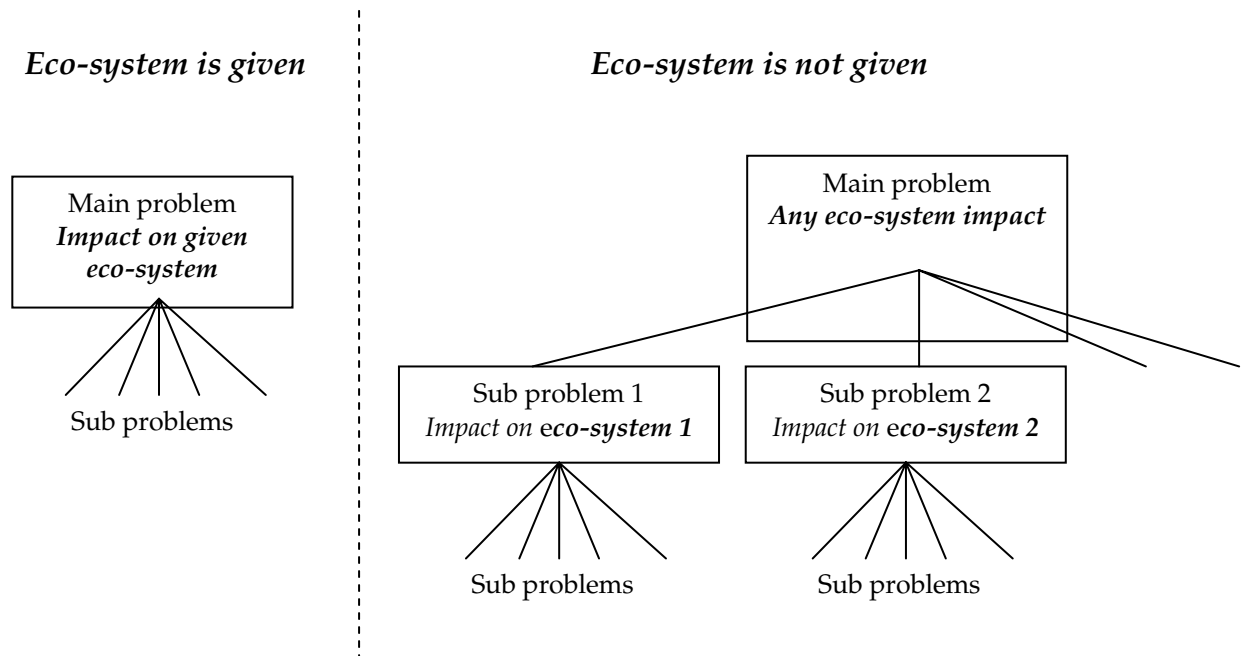 Eco-system is given
Eco-system is not given
Main problem
Impact on given
eco-system
Sub problems
Main problem
Any eco-system impact
Sub problem 1
Impact on eco-system 1
Sub problems
Sub problem 2
Impact on eco-system 2
Sub problems